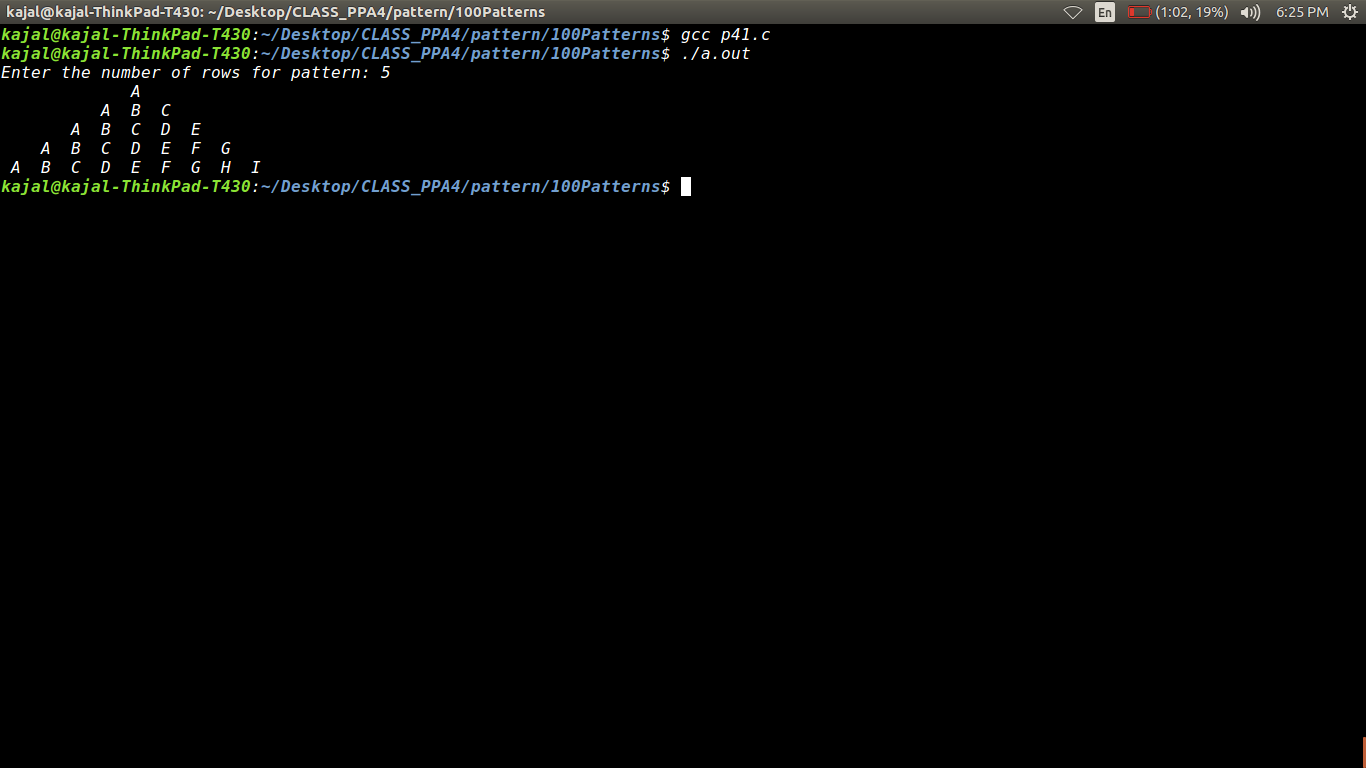 kajal@kajal-ThinkPad-T430: ~/Desktop/CLASS_PPA4/pattern/100Patterns En (1:02, 19%) 6:25 PM
kajal@kajal-ThinkPad-T430:~/Desktop/CLASS_PPA4/pattern/100Patterns$ gcc p41.c
kajal@kajal-ThinkPad-T430:~/Desktop/CLASS_PPA4/pattern/100Patterns$ ./a.out
Enter the number of rows for pattern: 5
             A
          A  B  C
       A  B  C  D  E
    A  B  C  D  E  F  G
 A  B  C  D  E  F  G  H  I
kajal@kajal-ThinkPad-T430:~/Desktop/CLASS_PPA4/pattern/100Patterns$